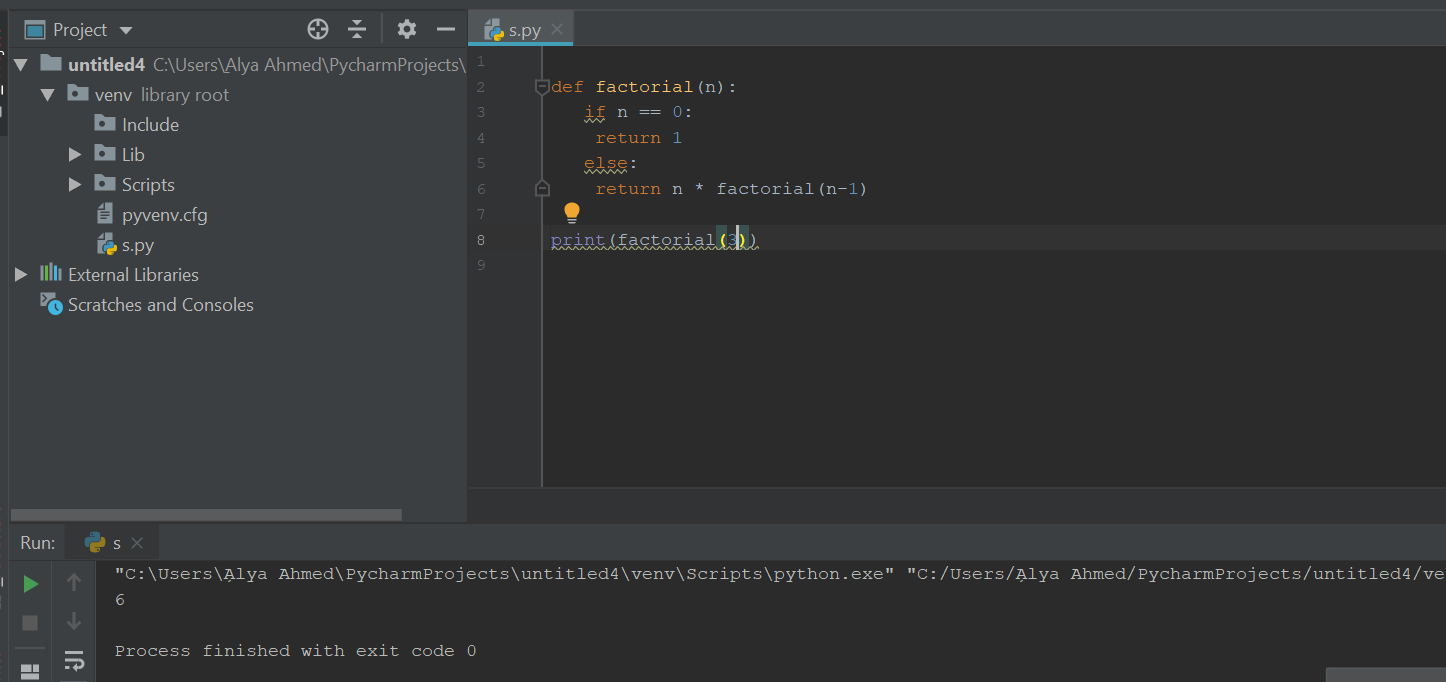 Project
untitled4 C:\Users\Alya Ahmed\PycharmProjects\
venv library root
Include
Lib
Scripts
pyvenv.cfg
s.py
External Libraries
Scratches and Consoles
s.py
1
2 def factorial(n):
3 if n == 0:
4 return 1
5 else:
6 return n * factorial(n-1)
7
8 print(factorial(3))
9
Run: s
"C:\Users\Alya Ahmed\PycharmProjects\untitled4\venv\Scripts\python.exe" "C:/Users/Alya Ahmed/PycharmProjects/untitled4/ve
6
Process finished with exit code 0